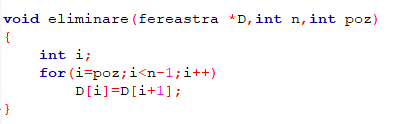 void eliminare(fereastra *D,int n,int poz)
{
int i;
for(i=poz;i<n-1;i++)
D[i]=D[i+1];
}